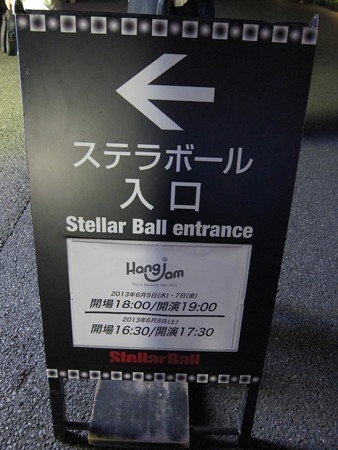 ステラボール
入口
Stellar Ball entrance
Hang Jam
2013年6月5日(水)・7日(金)
開場18:00/開演19:00
2013年6月8日(土)
開場16:30/開演17:30
StellarBall